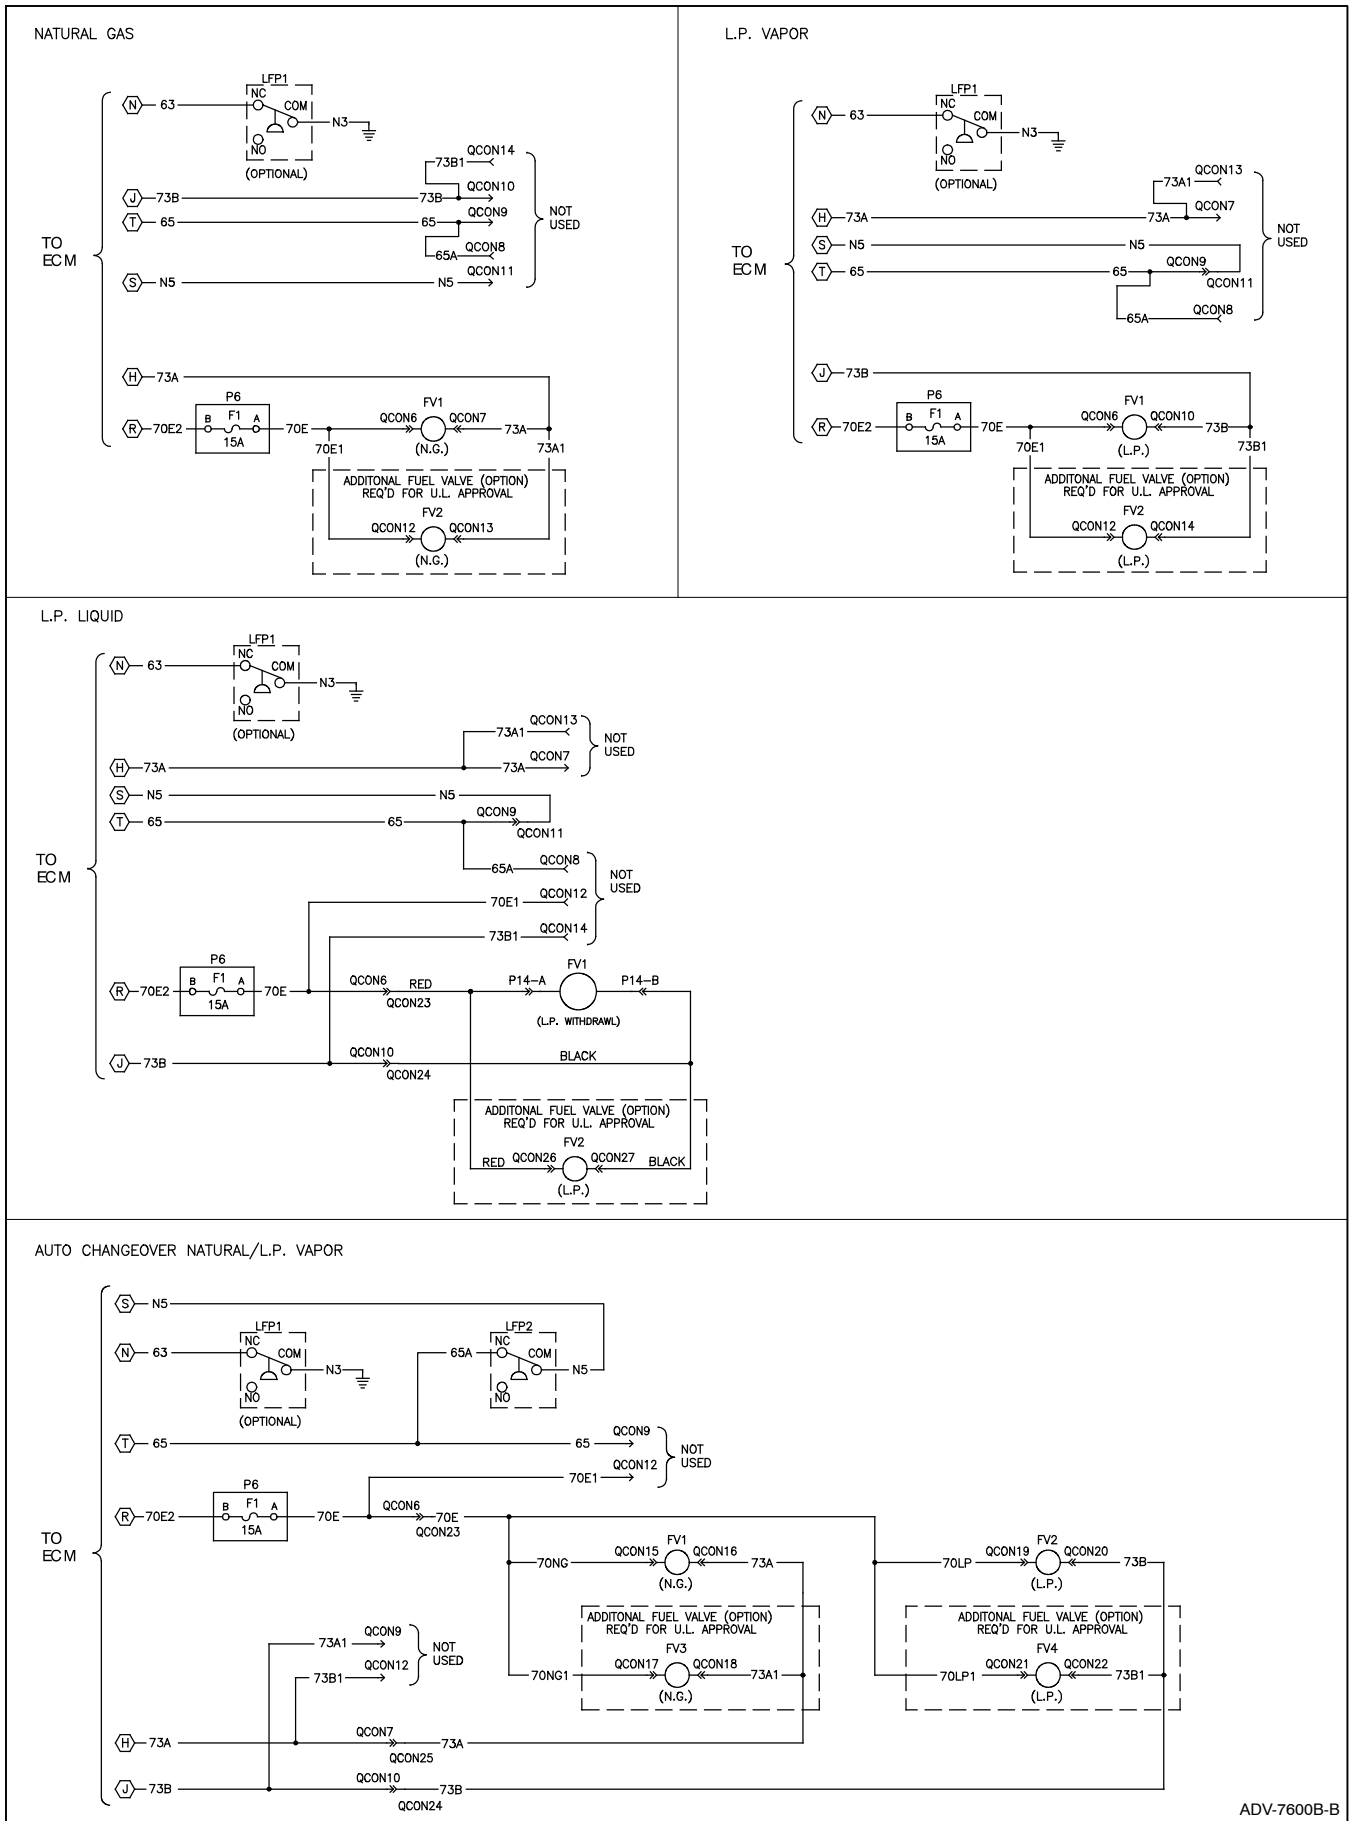 NATURAL GAS
LFP1
NC
COM
NO
(OPTIONAL)
N 63
N3
73B1 QCON14
J 73B 73B QCON10
T 65 65 QCON9
65A QCON8
S N5 N5 QCON11
NOT
USED
TO
ECM
H 73A
P6
B F1 A
15A
R 70E2 70E
QCON6 FV1 QCON7
(N.G.)
73A
70E1 73A1
ADDITONAL FUEL VALVE (OPTION)
REQ'D FOR U.L. APPROVAL
FV2
QCON12 QCON13
(N.G.)
L.P. VAPOR
LFP1
NC
COM
NO
(OPTIONAL)
N 63
N3
73A1 QCON13
H 73A 73A QCON7
S N5 N5
T 65 65 QCON9
QCON11
65A QCON8
NOT
USED
TO
ECM
J 73B
P6
B F1 A
15A
R 70E2 70E
QCON6 FV1 QCON10
(L.P.)
73B
70E1 73B1
ADDITONAL FUEL VALVE (OPTION)
REQ'D FOR U.L. APPROVAL
FV2
QCON12 QCON14
(L.P.)
L.P. LIQUID
LFP1
NC
COM
NO
(OPTIONAL)
N 63
N3
73A1 QCON13
H 73A 73A QCON7
NOT
USED
S N5 N5
T 65 65 QCON9
QCON11
TO
ECM
65A QCON8
70E1 QCON12
73B1 QCON14
NOT
USED
P6
B F1 A
15A
R 70E2 70E
QCON6 RED
QCON23
P14-A FV1 P14-B
(L.P. WITHDRAWL)
J 73B
QCON10 BLACK
QCON24
ADDITONAL FUEL VALVE (OPTION)
REQ'D FOR U.L. APPROVAL
FV2
RED QCON26 QCON27 BLACK
(L.P.)
AUTO CHANGEOVER NATURAL/L.P. VAPOR
S N5
LFP1
NC
COM
NO
(OPTIONAL)
N 63
N3
LFP2
NC
COM
NO
65A
N5
T 65 65 QCON9
70E1 QCON12
NOT
USED
P6
B F1 A
15A
R 70E2 70E
QCON6 70E
QCON23
TO
ECM
70NG QCON15 FV1 QCON16 73A
(N.G.)
70LP QCON19 FV2 QCON20 73B
(L.P.)
ADDITONAL FUEL VALVE (OPTION)
REQ'D FOR U.L. APPROVAL
FV3
70NG1 QCON17 QCON18 73A1
(N.G.)
ADDITONAL FUEL VALVE (OPTION)
REQ'D FOR U.L. APPROVAL
FV4
70LP1 QCON21 QCON22 73B1
(L.P.)
73A1 QCON9
73B1 QCON12
NOT
USED
H 73A QCON7 73A
QCON25
J 73B QCON10 73B
QCON24
ADV-7600B-B